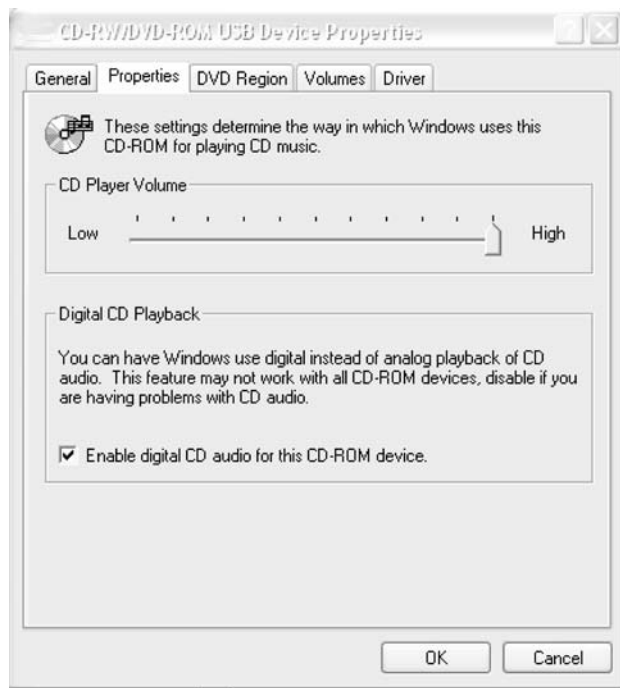 CD-RW/DVD-ROM USB Device Properties
General Properties DVD Region Volumes Driver
These settings determine the way in which Windows uses this
CD-ROM for playing CD music.
CD Player Volume
Low High
Digital CD Playback
You can have Windows use digital instead of analog playback of CD
audio. This feature may not work with all CD-ROM devices, disable if you
are having problems with CD audio.
Enable digital CD audio for this CD-ROM device.
OK Cancel